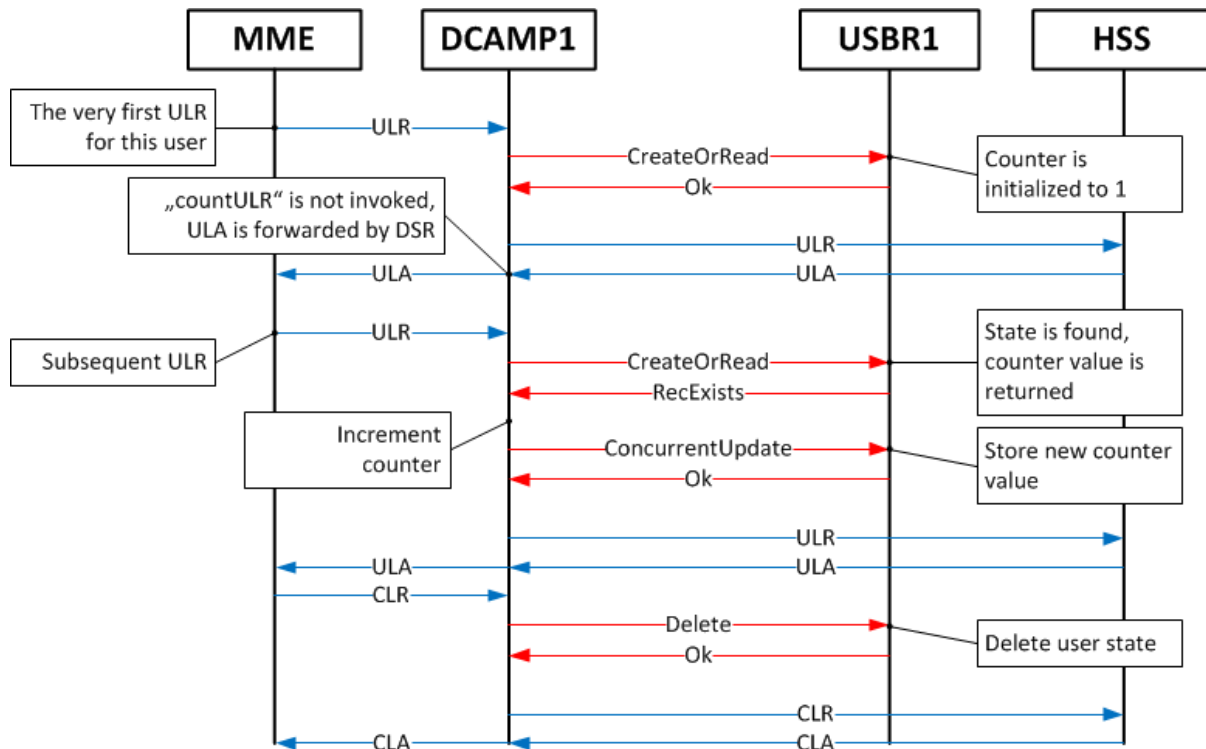 MME
DCAMP1
USBR1
HSS
The very first ULR
for this user
ULR
CreateOrRead
Counter is
initialized to 1
Ok
„countULR“ is not invoked,
ULA is forwarded by DSR
ULR
ULA
ULA
ULR
Subsequent ULR
State is found,
counter value is
returned
CreateOrRead
RecExists
Increment
counter
ConcurrentUpdate
Store new counter
value
Ok
ULR
ULA
ULA
CLR
Delete
Delete user state
Ok
CLR
CLA
CLA